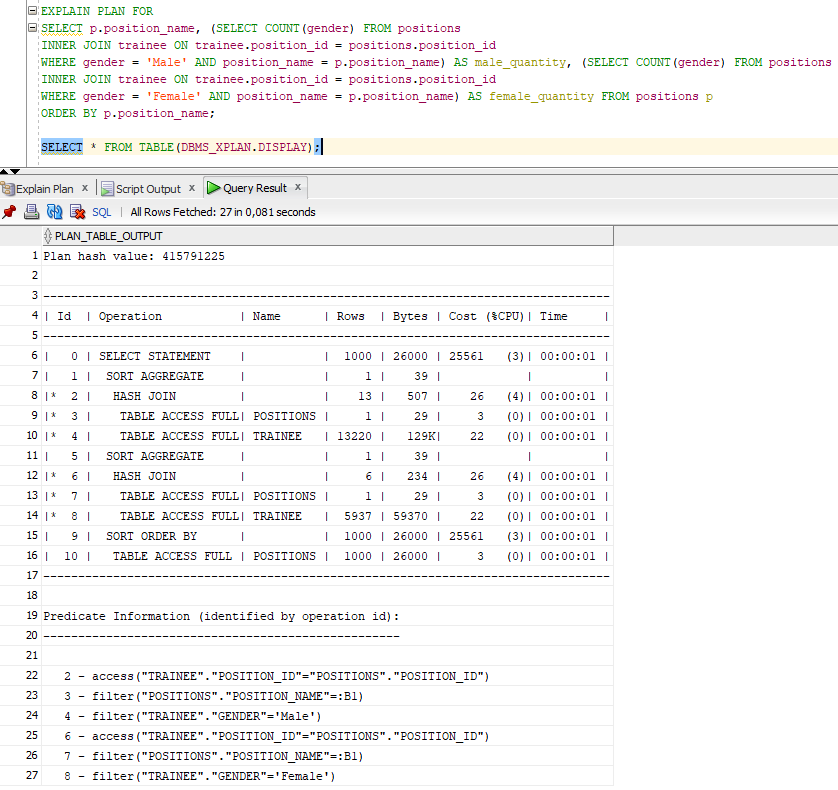 EXPLAIN PLAN FOR
SELECT p.position_name, (SELECT COUNT(gender) FROM positions
INNER JOIN trainee ON trainee.position_id = positions.position_id
WHERE gender = 'Male' AND position_name = p.position_name) AS male_quantity, (SELECT COUNT(gender) FROM positions
INNER JOIN trainee ON trainee.position_id = positions.position_id
WHERE gender = 'Female' AND position_name = p.position_name) AS female_quantity FROM positions p
ORDER BY p.position_name;
SELECT * FROM TABLE(DBMS_XPLAN.DISPLAY);
Explain Plan x Script Output x Query Result x
SQL | All Rows Fetched: 27 in 0,081 seconds
PLAN_TABLE_OUTPUT
1 Plan hash value: 415791225
2
3 ---------------------------------------------------------------------------------
4 | Id  | Operation            | Name      | Rows  | Bytes | Cost (%CPU)| Time     |
5 ---------------------------------------------------------------------------------
6 |   0 | SELECT STATEMENT     |           |  1000 | 26000 | 25561   (3)| 00:00:01 |
7 |   1 |  SORT AGGREGATE      |           |     1 |    39 |            |          |
8 |*  2 |   HASH JOIN          |           |    13 |   507 |    26   (4)| 00:00:01 |
9 |*  3 |    TABLE ACCESS FULL| POSITIONS |     1 |    29 |     3   (0)| 00:00:01 |
10 |*  4 |    TABLE ACCESS FULL| TRAINEE   | 13220 |   129K|    22   (0)| 00:00:01 |
11 |   5 |  SORT AGGREGATE      |           |     1 |    39 |            |          |
12 |*  6 |   HASH JOIN          |           |     6 |   234 |    26   (4)| 00:00:01 |
13 |*  7 |    TABLE ACCESS FULL| POSITIONS |     1 |    29 |     3   (0)| 00:00:01 |
14 |*  8 |    TABLE ACCESS FULL| TRAINEE   |  5937 | 59370 |    22   (0)| 00:00:01 |
15 |   9 |  SORT ORDER BY       |           |  1000 | 26000 | 25561   (3)| 00:00:01 |
16 |  10 |   TABLE ACCESS FULL | POSITIONS |  1000 | 26000 |     3   (0)| 00:00:01 |
17 ---------------------------------------------------------------------------------
18
19 Predicate Information (identified by operation id):
20 ---------------------------------------------------
21
22    2 - access("TRAINEE"."POSITION_ID"="POSITIONS"."POSITION_ID")
23    3 - filter("POSITIONS"."POSITION_NAME"=:B1)
24    4 - filter("TRAINEE"."GENDER"='Male')
25    6 - access("TRAINEE"."POSITION_ID"="POSITIONS"."POSITION_ID")
26    7 - filter("POSITIONS"."POSITION_NAME"=:B1)
27    8 - filter("TRAINEE"."GENDER"='Female')